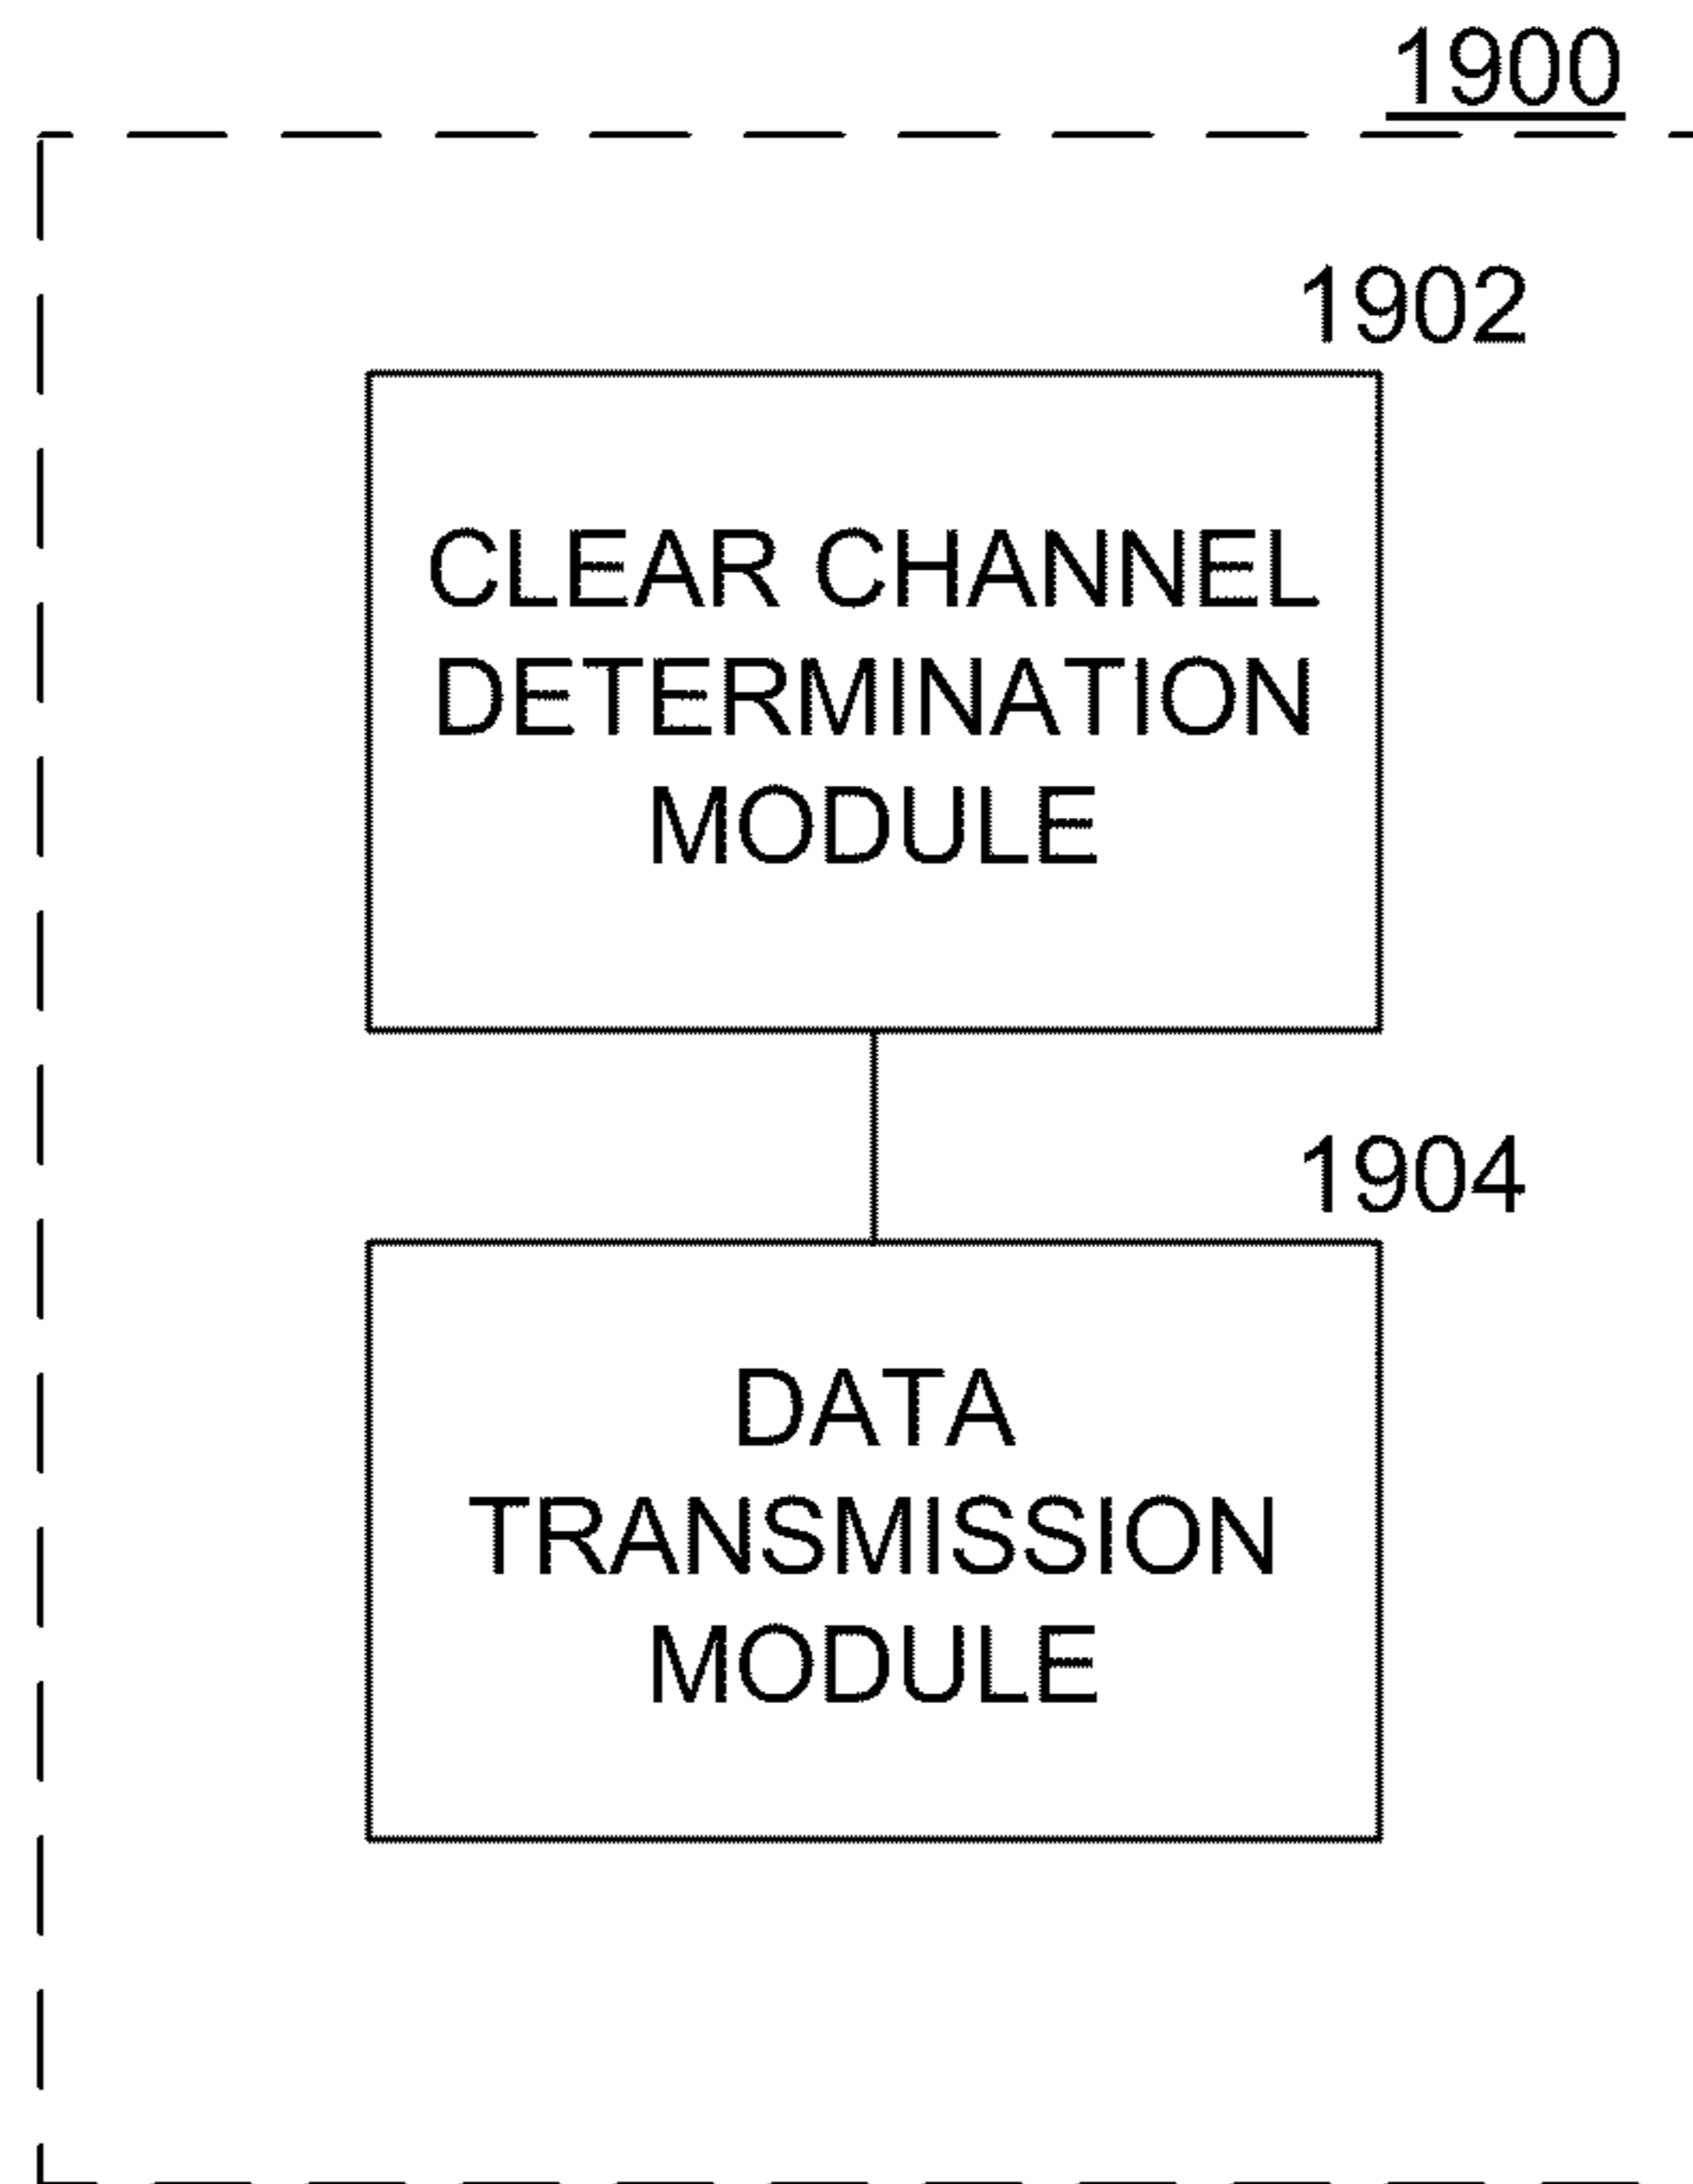 1900
1902
CLEAR CHANNEL
DETERMINATION
MODULE
1904
DATA
TRANSMISSION
MODULE